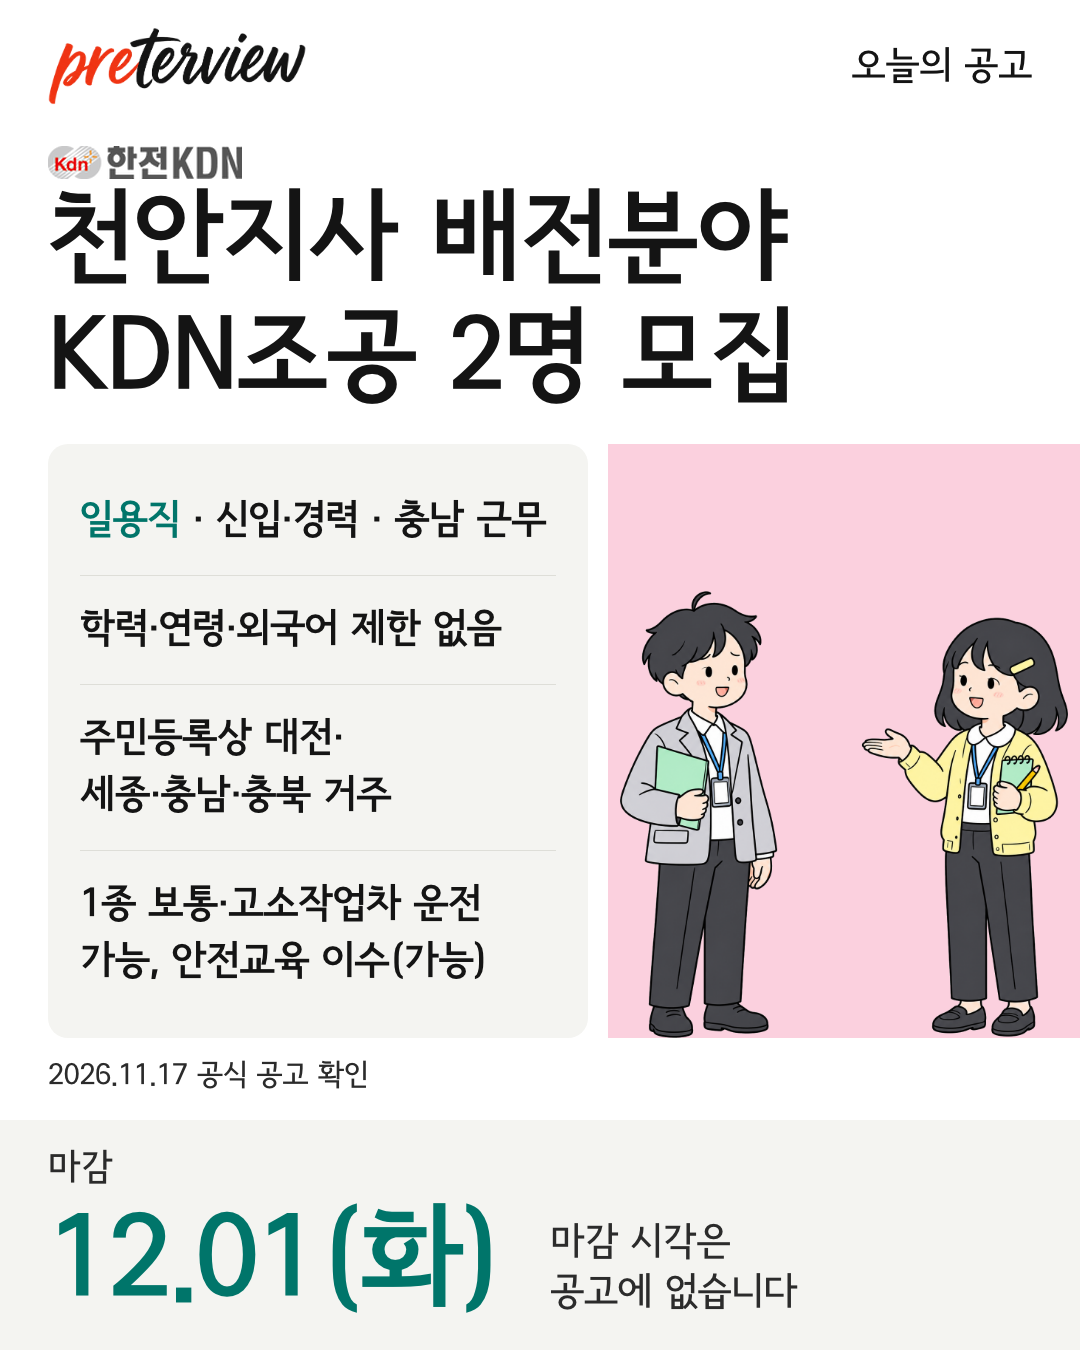 preterview
오늘의 공고
Kdn 한전KDN
천안지사 배전분야
KDN조공 2명 모집
일용직 · 신입·경력 · 충남 근무
학력·연령·외국어 제한 없음
주민등록상 대전·
세종·충남·충북 거주
1종 보통·고소작업차 운전
가능, 안전교육 이수(가능)
2026.11.17 공식 공고 확인
마감
12.01(화)
마감 시각은
공고에 없습니다